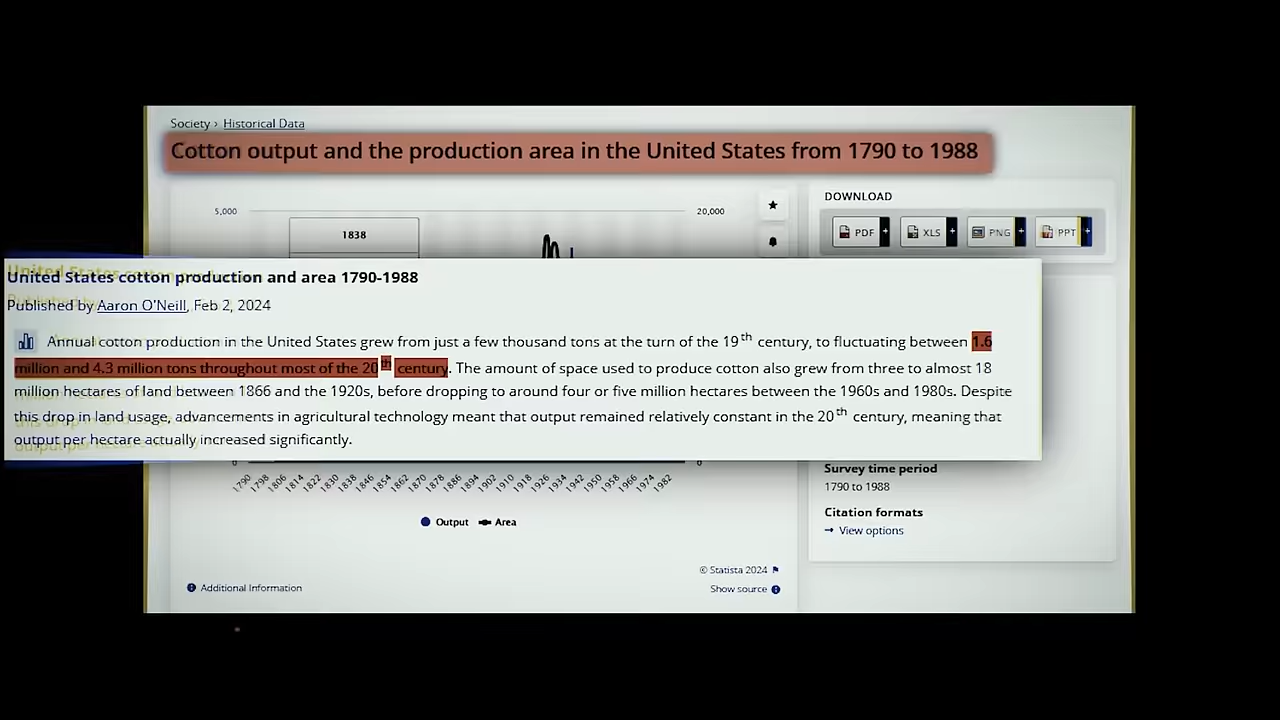 Society › Historical Data
Cotton output and the production area in the United States from 1790 to 1988
DOWNLOAD
PDF +
XLS +
PNG +
PPT +
5,000
20,000
1838
United States cotton production and area 1790-1988
Published by Aaron O'Neill, Feb 2, 2024
Annual cotton production in the United States grew from just a few thousand tons at the turn of the 19th century, to fluctuating between 1.6
million and 4.3 million tons throughout most of the 20th century. The amount of space used to produce cotton also grew from three to almost 18
million hectares of land between 1866 and the 1920s, before dropping to around four or five million hectares between the 1960s and 1980s. Despite
this drop in land usage, advancements in agricultural technology meant that output remained relatively constant in the 20th century, meaning that
output per hectare actually increased significantly.
0
0
1790 1798 1806 1814 1822 1830 1838 1846 1854 1862 1870 1878 1886 1894 1902 1910 1918 1926 1934 1942 1950 1958 1966 1974 1982
Output Area
Survey time period
1790 to 1988
Citation formats
→ View options
© Statista 2024
Additional Information
Show source